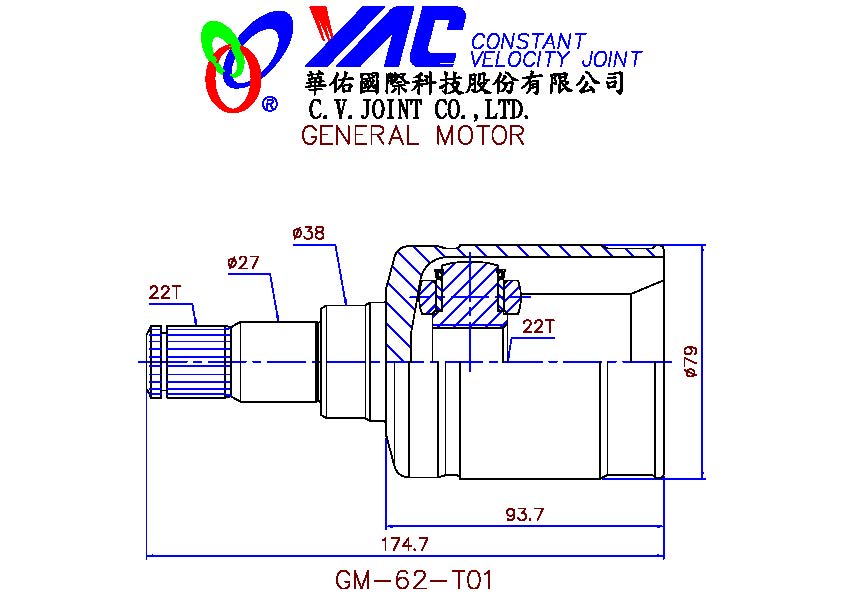 YAC CONSTANT
VELOCITY JOINT
®
華佑國際科技股份有限公司
C.V.JOINT CO.,LTD.
GENERAL MOTOR
ø38
ø27
22T
22T
ø79
93.7
174.7
GM-62-T01